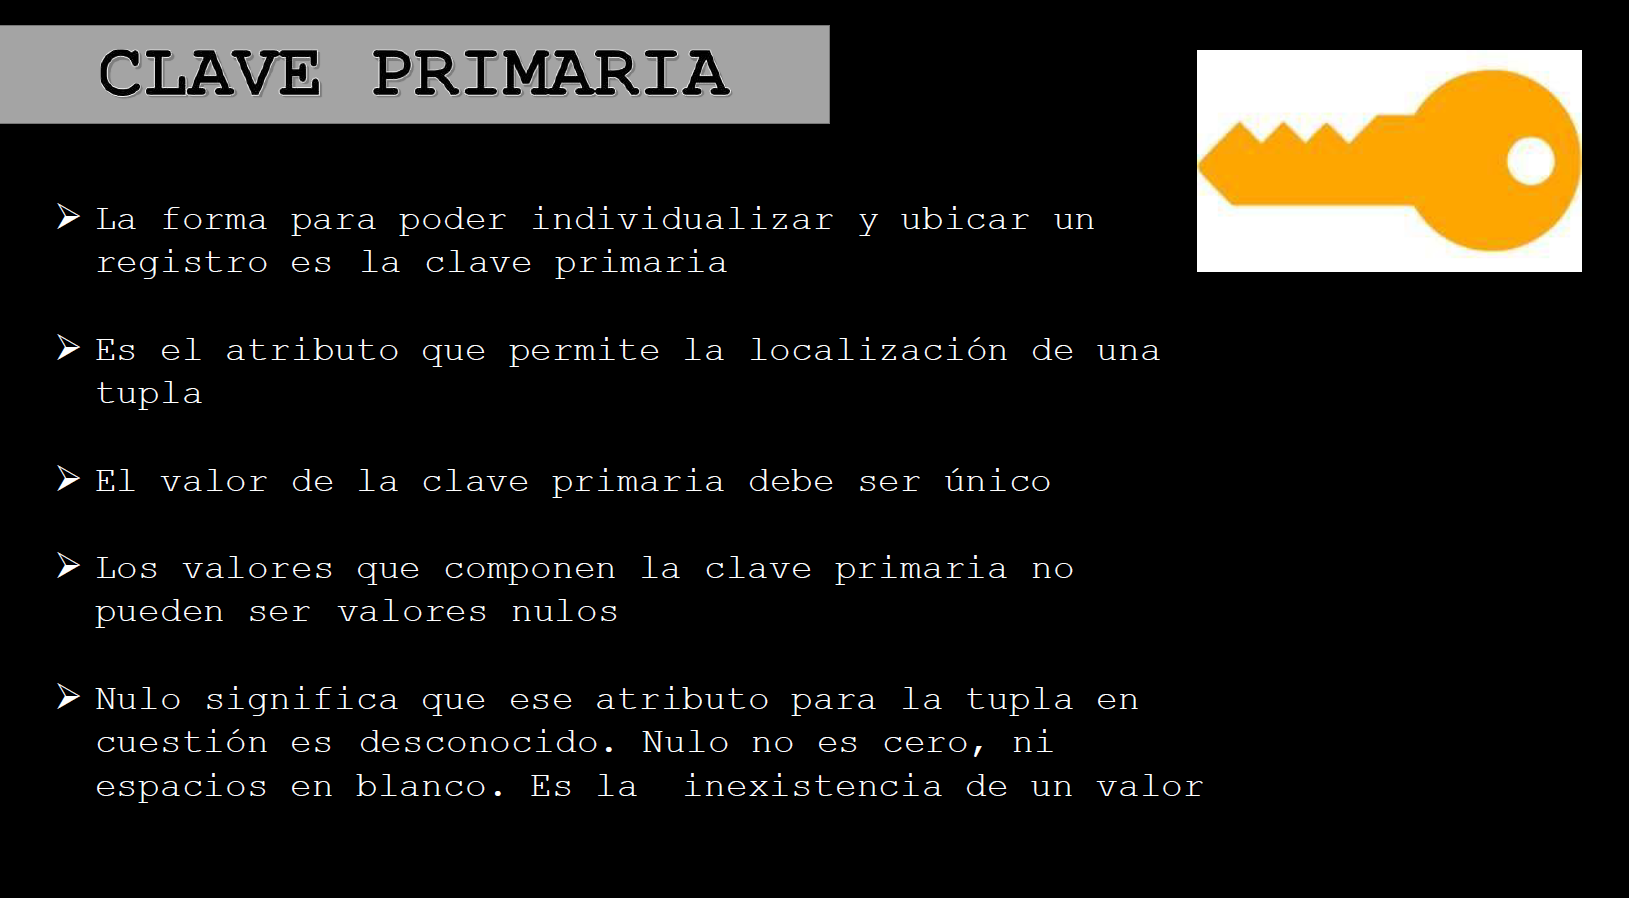 CLAVE PRIMARIA
➢ La forma para poder individualizar y ubicar un
registro es la clave primaria
➢ Es el atributo que permite la localización de una
tupla
➢ El valor de la clave primaria debe ser único
➢ Los valores que componen la clave primaria no
pueden ser valores nulos
➢ Nulo significa que ese atributo para la tupla en
cuestión es desconocido. Nulo no es cero, ni
espacios en blanco. Es la  inexistencia de un valor